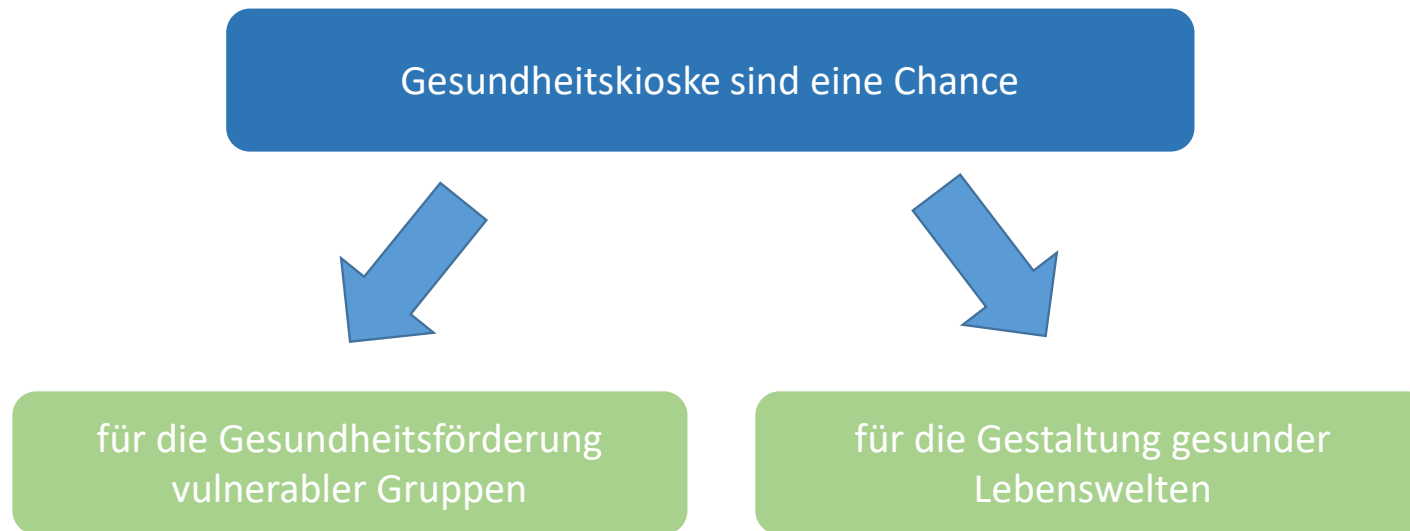 Gesundheitskioske sind eine Chance
für die Gesundheitsförderung
vulnerabler Gruppen
für die Gestaltung gesunder
Lebenswelten